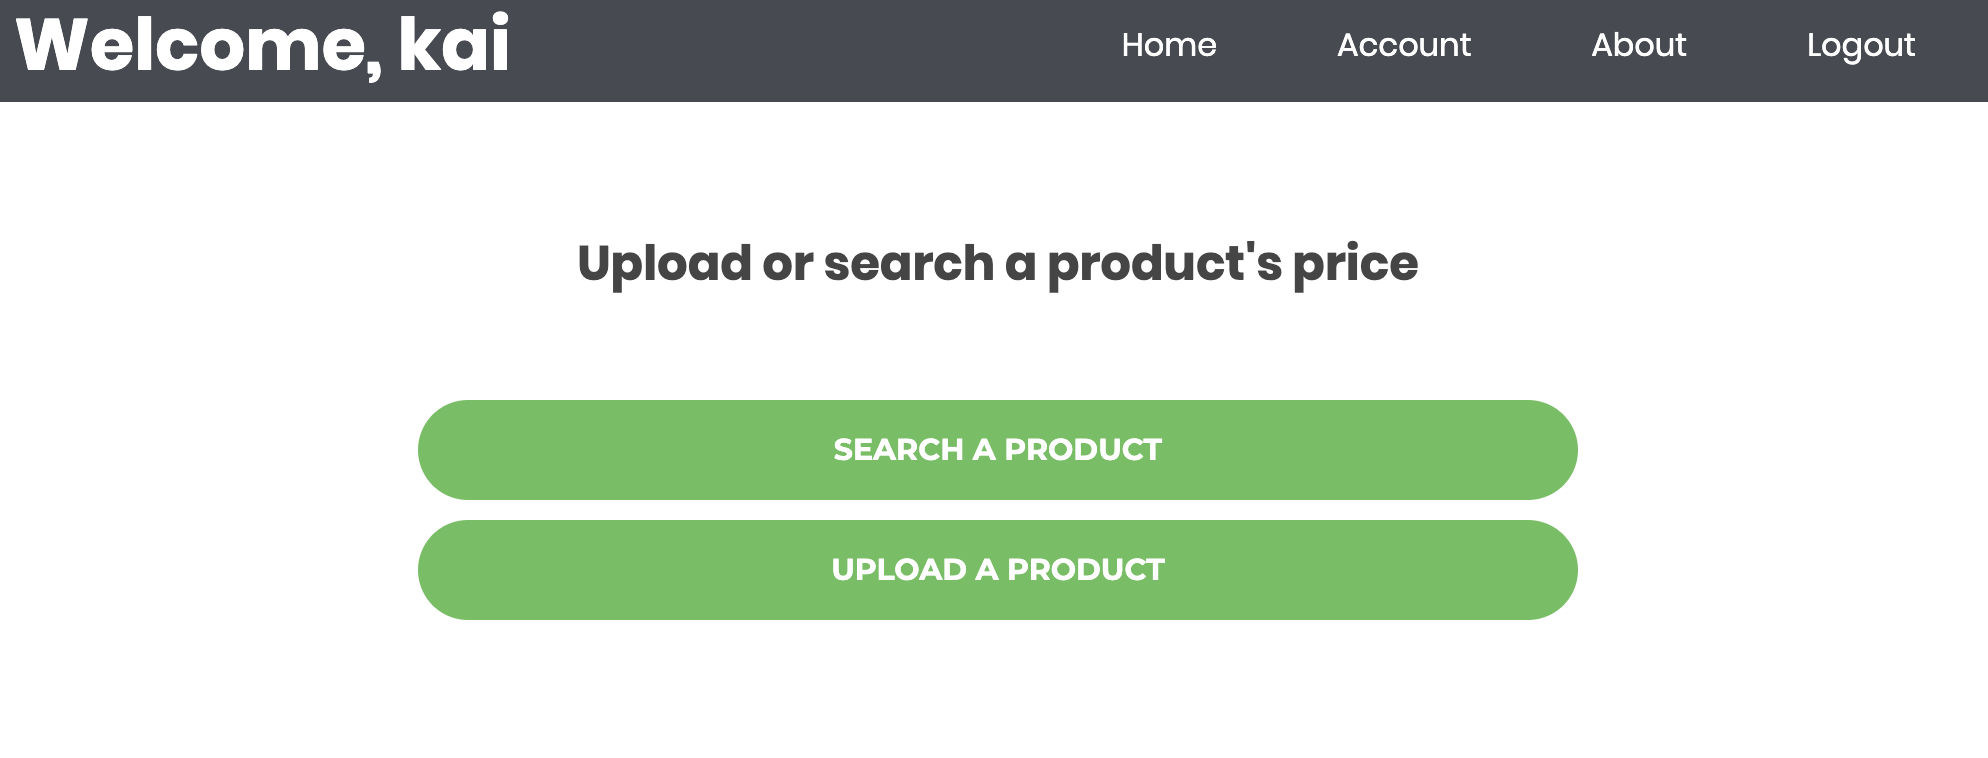 Welcome, kai
Home Account About Logout
Upload or search a product's price
SEARCH A PRODUCT
UPLOAD A PRODUCT